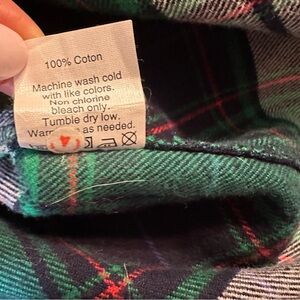 100% Coton
Machine wash cold
with like colors.
Non chlorine
bleach only.
Tumble dry low.
as needed.